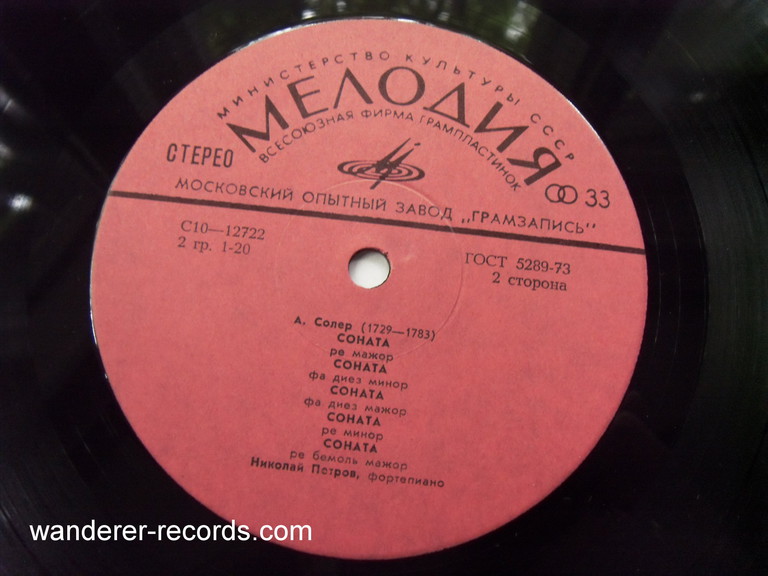 МИНИСТЕРСТВО КУЛЬТУРЫ СССР
МЕЛОДИЯ
ВСЕСОЮЗНАЯ ФИРМА ГРАМПЛАСТИНОК
СТЕРЕО
33
МОСКОВСКИЙ ОПЫТНЫЙ ЗАВОД „ГРАМЗАПИСЬ"
С10—12722
2 гр. 1-20
ГОСТ 5289-73
2 сторона
А. Солер (1729—1783)
СОНАТА
ре мажор
СОНАТА
фа диез минор
СОНАТА
фа диез мажор
СОНАТА
ре минор
СОНАТА
ре бемоль мажор
Николай Петров, фортепиано
wanderer-records.com